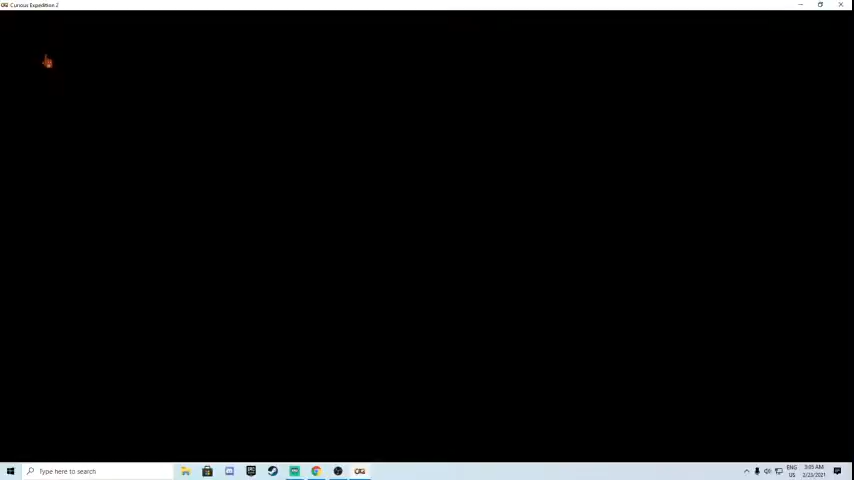 Curious Expedition 2
Type here to search
ENG
US
3:05 AM
2/23/2021